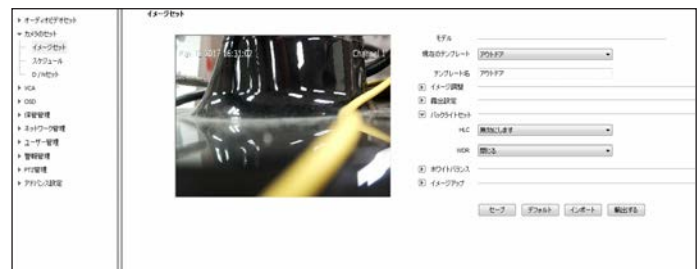 イメージセット
オーディオ/ビデオセット
カメラのセット
イメージセット
スケジュール
D / Nセット
VCA
OSD
保管管理
ネットワーク管理
ユーザー管理
警報管理
PTZ管理
アドバンス設定
2017 16:31:02
Channel 1
モデル
現在のテンプレート アウトドア
テンプレート名 アウトドア
イメージ調整
露出設定
バックライトセット
HLC 無効にします
WDR 閉じる
ホワイトバランス
イメージアップ
セーブ デフォルト インポート 輸出する